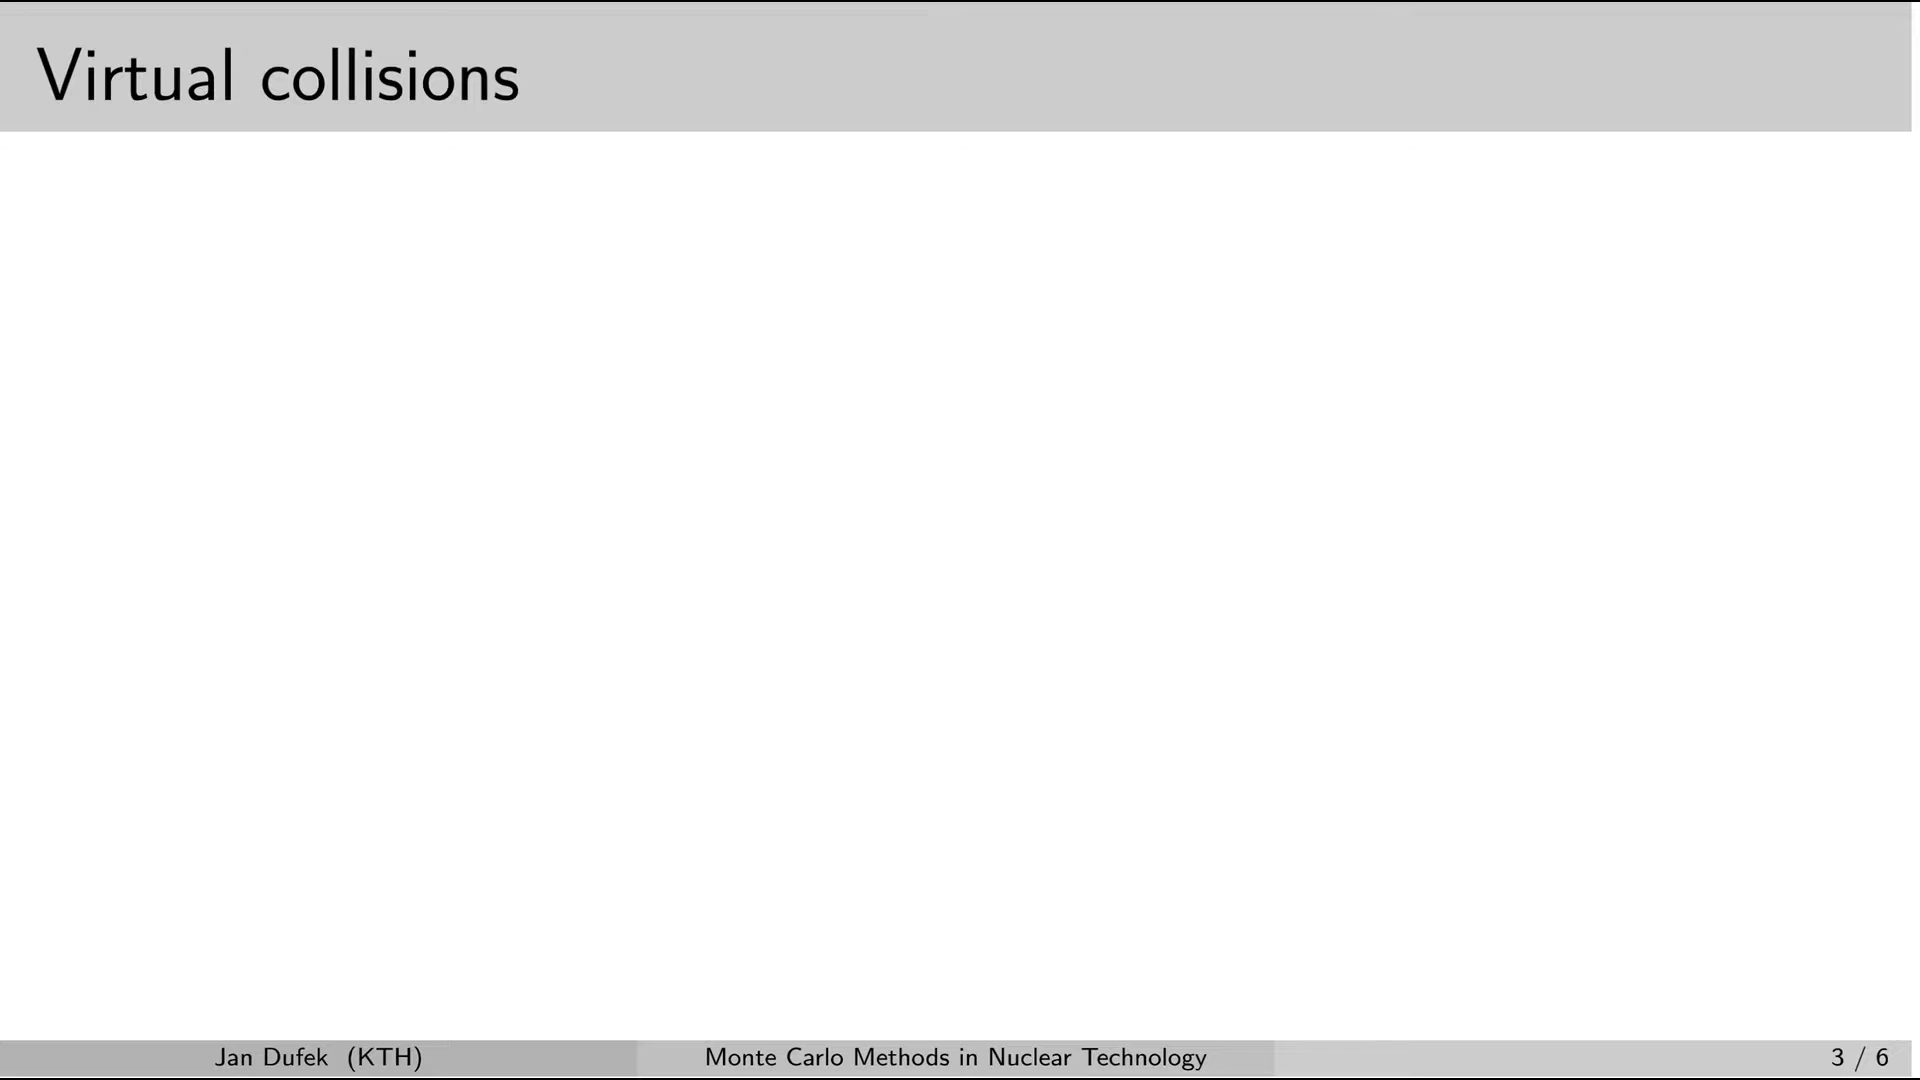 Virtual collisions
Jan Dufek (KTH)
Monte Carlo Methods in Nuclear Technology
3 / 6